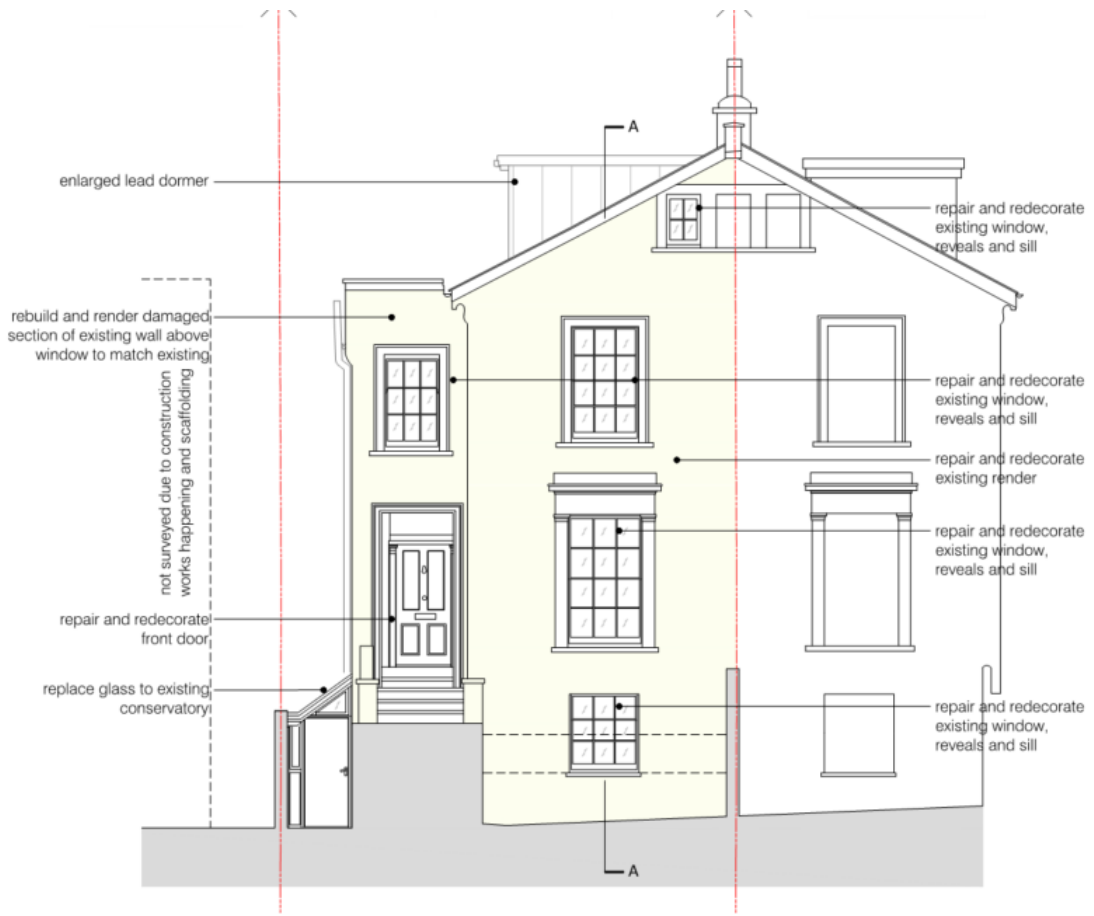 A
enlarged lead dormer
repair and redecorate
existing window,
reveals and sill
rebuild and render damaged
section of existing wall above
window to match existing
not surveyed due to construction
works happening and scaffolding
repair and redecorate
existing window,
reveals and sill
repair and redecorate
existing render
repair and redecorate
existing window,
reveals and sill
repair and redecorate
front door
replace glass to existing
conservatory
repair and redecorate
existing window,
reveals and sill
A